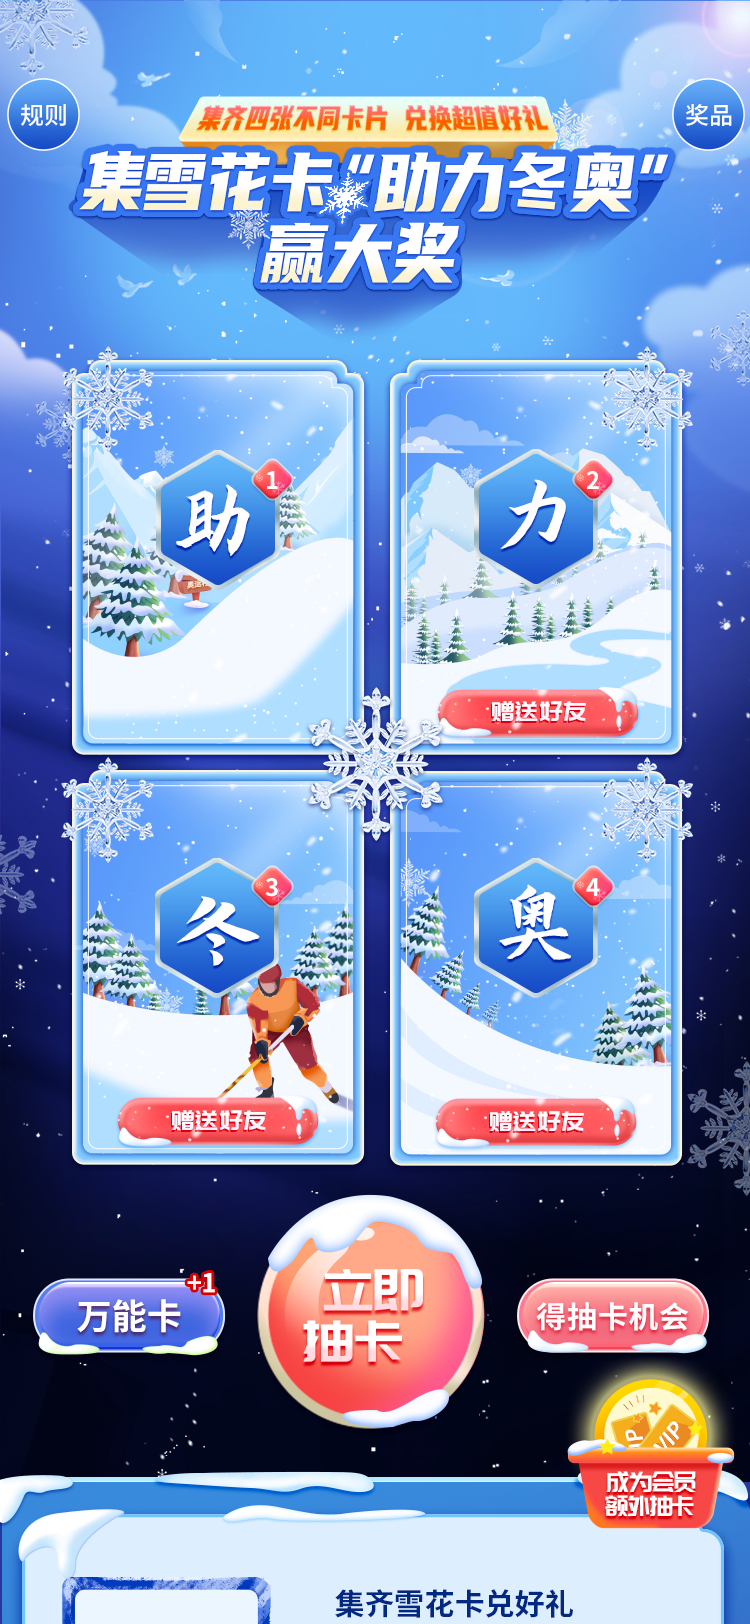 规则
奖品
集齐四张不同卡片 兑换超值好礼
集雪花卡“助力冬奥”
赢大奖
助
1
力
2
赠送好友
冬
3
赠送好友
奥
4
赠送好友
万能卡
+1
立即
抽卡
得抽卡机会
VIP
成为会员
额外抽卡
集齐雪花卡兑好礼